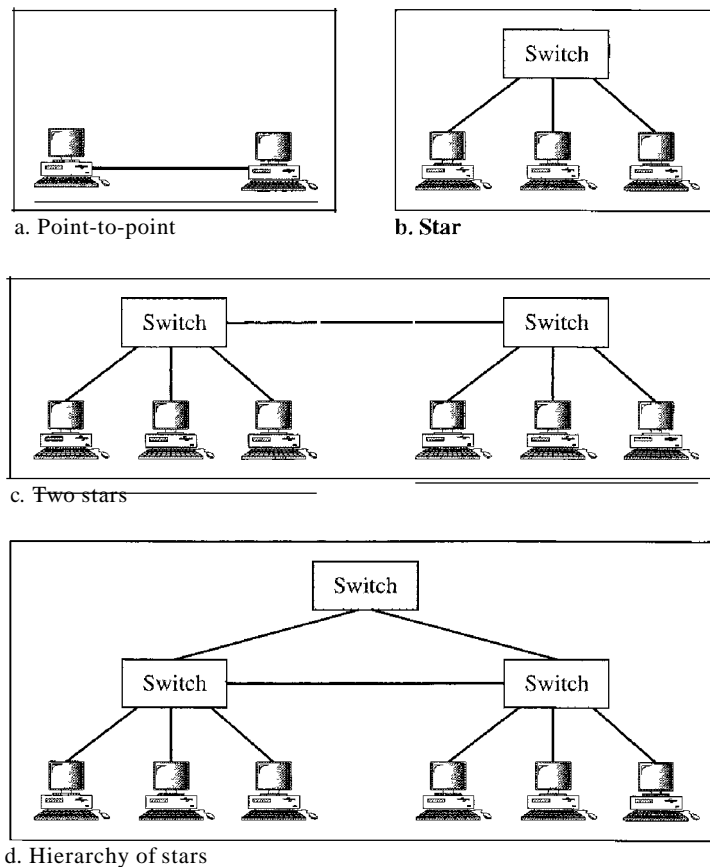 Switch
a. Point-to-point
b. Star
Switch
Switch
c. Two stars
Switch
Switch
Switch
d. Hierarchy of stars